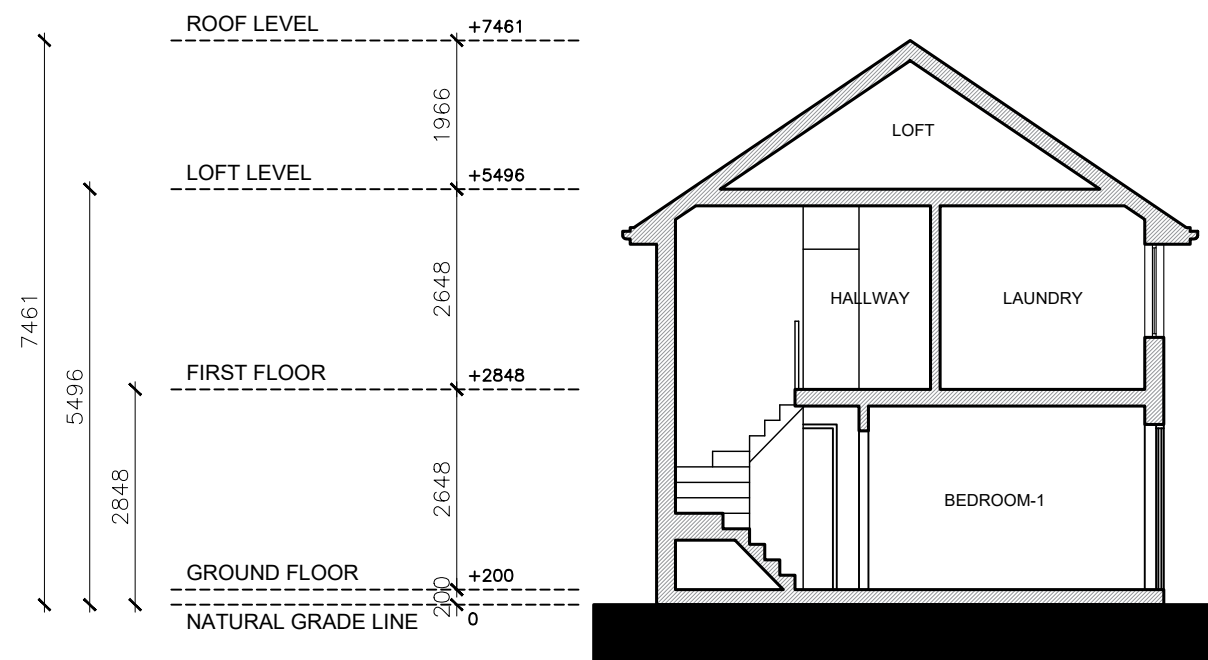 ROOF LEVEL +7461
1966
LOFT
LOFT LEVEL +5496
2648
7461
HALLWAY LAUNDRY
5496
FIRST FLOOR +2848
2848
2648
BEDROOM-1
GROUND FLOOR +200
200
NATURAL GRADE LINE 0